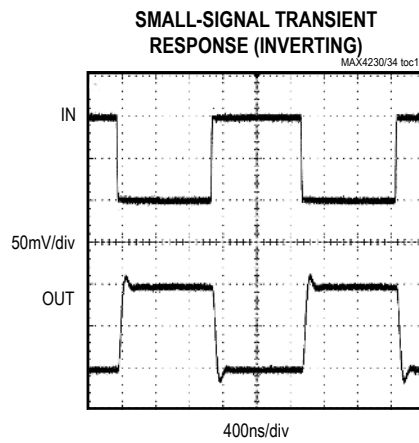 SMALL-SIGNAL TRANSIENT
RESPONSE (INVERTING)
MAX4230/34 toc1
IN
50mV/div
OUT
400ns/div